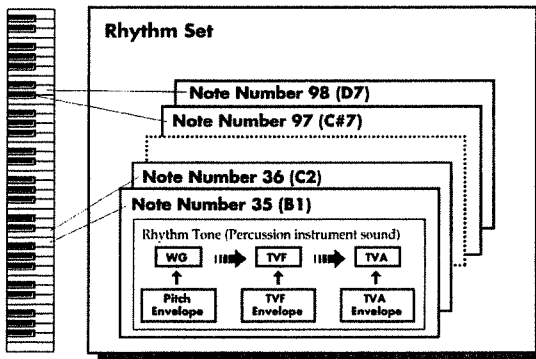 Rhythm Set
Note Number 98 (D7)
Note Number 97 (C#7)
Note Number 36 (C2)
Note Number 35 (B1)
Rhythm Tone (Percussion instrument sound)
WG TVF TVA
Pitch Envelope TVF Envelope TVA Envelope